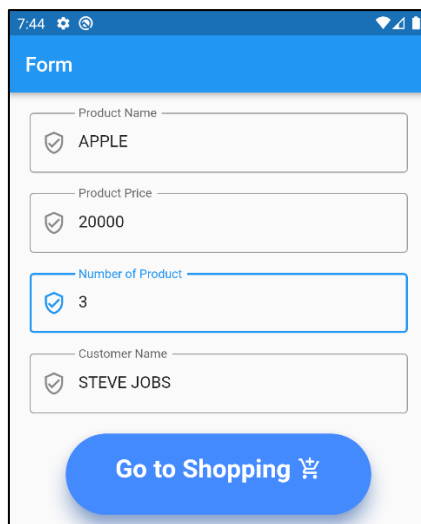 7:44
Form
Product Name
APPLE
Product Price
20000
Number of Product
3
Customer Name
STEVE JOBS
Go to Shopping